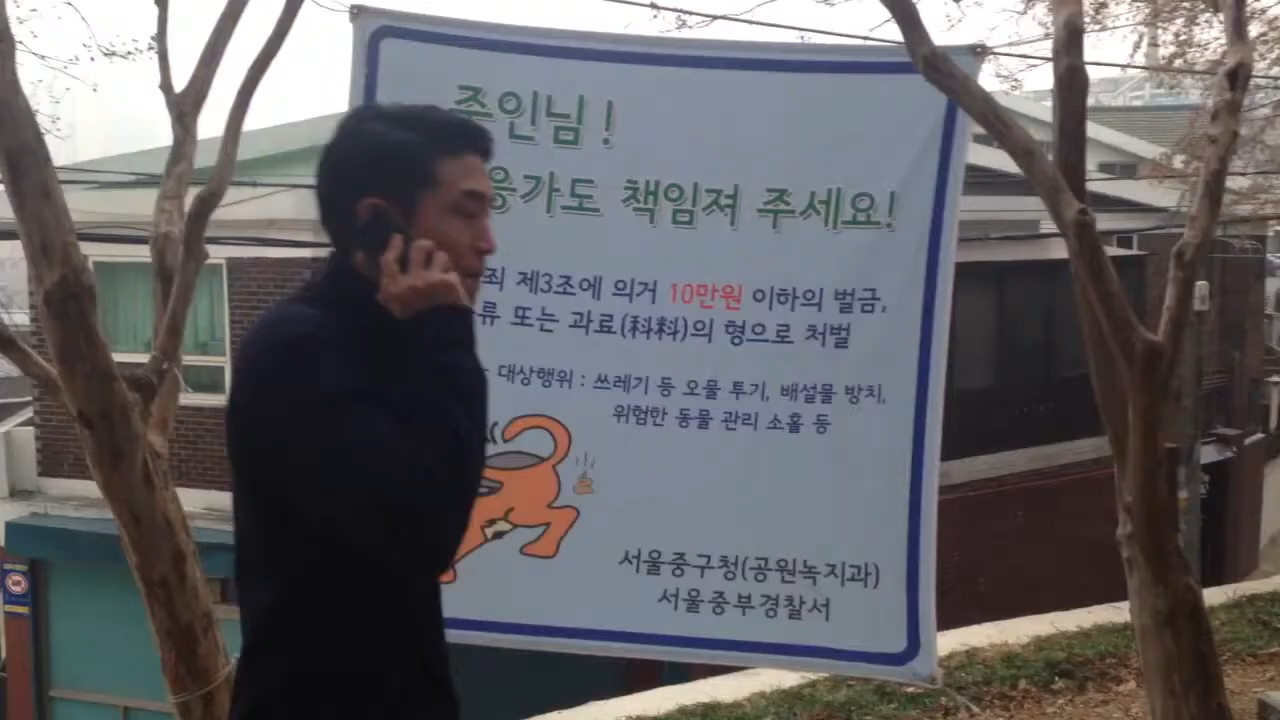 주인님 !
응가도 책임져 주세요!
죄 제3조에 의거 10만원 이하의 벌금,
류 또는 과료(科料)의 형으로 처벌
대상행위 : 쓰레기 등 오물 투기, 배설물 방치,
위험한 동물 관리 소홀 등
서울중구청(공원녹지과)
서울중부경찰서